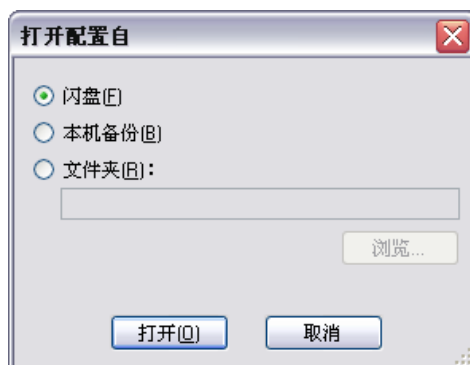 打开配置自
闪盘(F)
本机备份(B)
文件夹(R)：
浏览...
打开(O) 取消